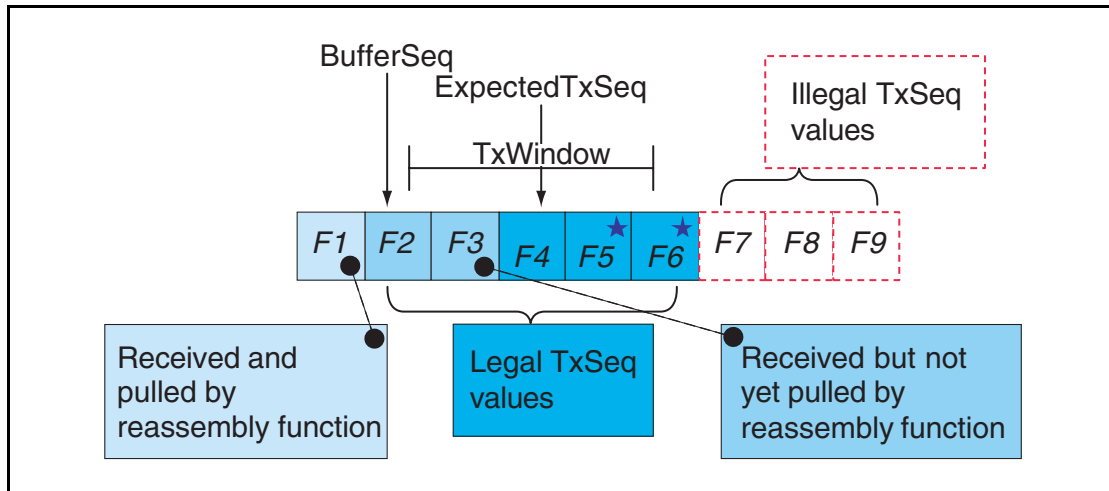 BufferSeq
ExpectedTxSeq
TxWindow
Illegal TxSeq
values
F1 F2 F3 F4 F5 F6 F7 F8 F9
Received and
pulled by
reassembly function
Legal TxSeq
values
Received but not
yet pulled by
reassembly function